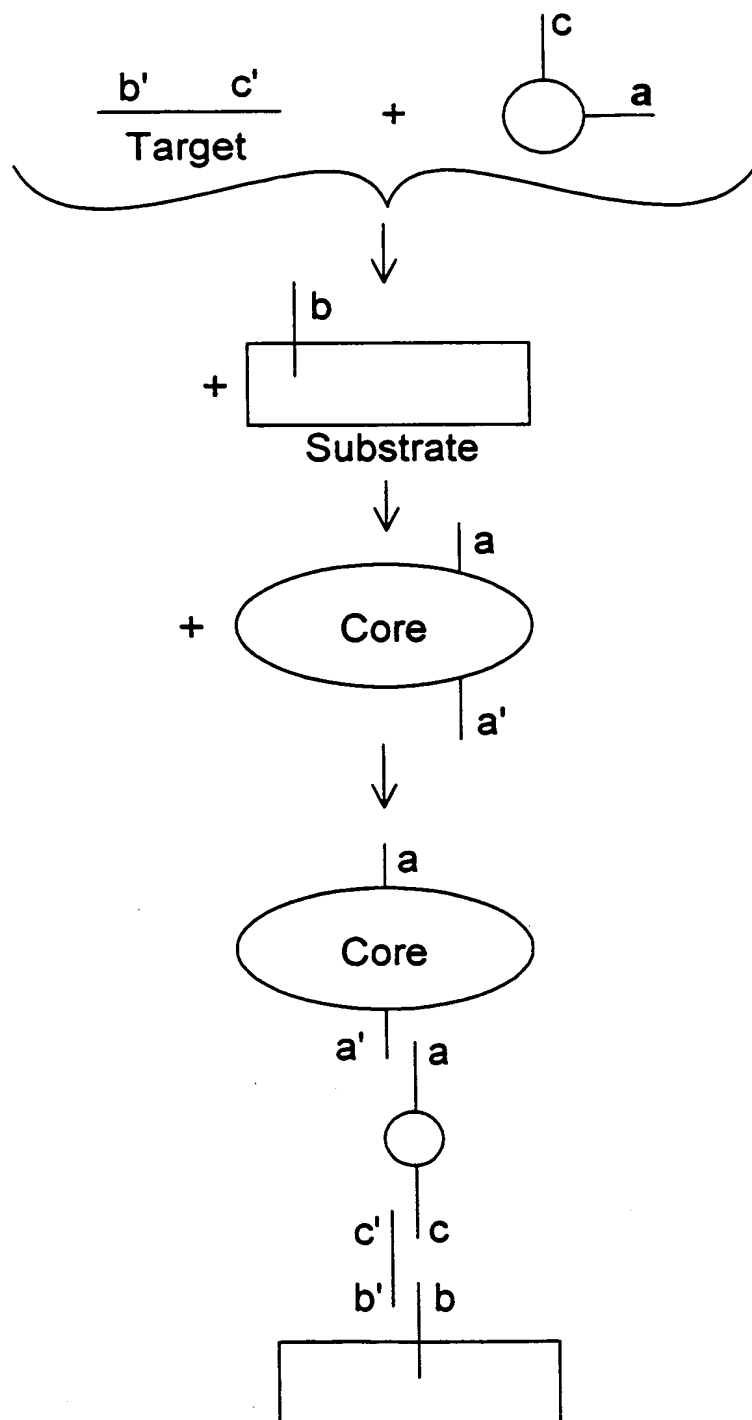 c
b' c' + a
Target
b
+
Substrate
a
+ Core
a'
a
Core
a' a
c' c
b' b